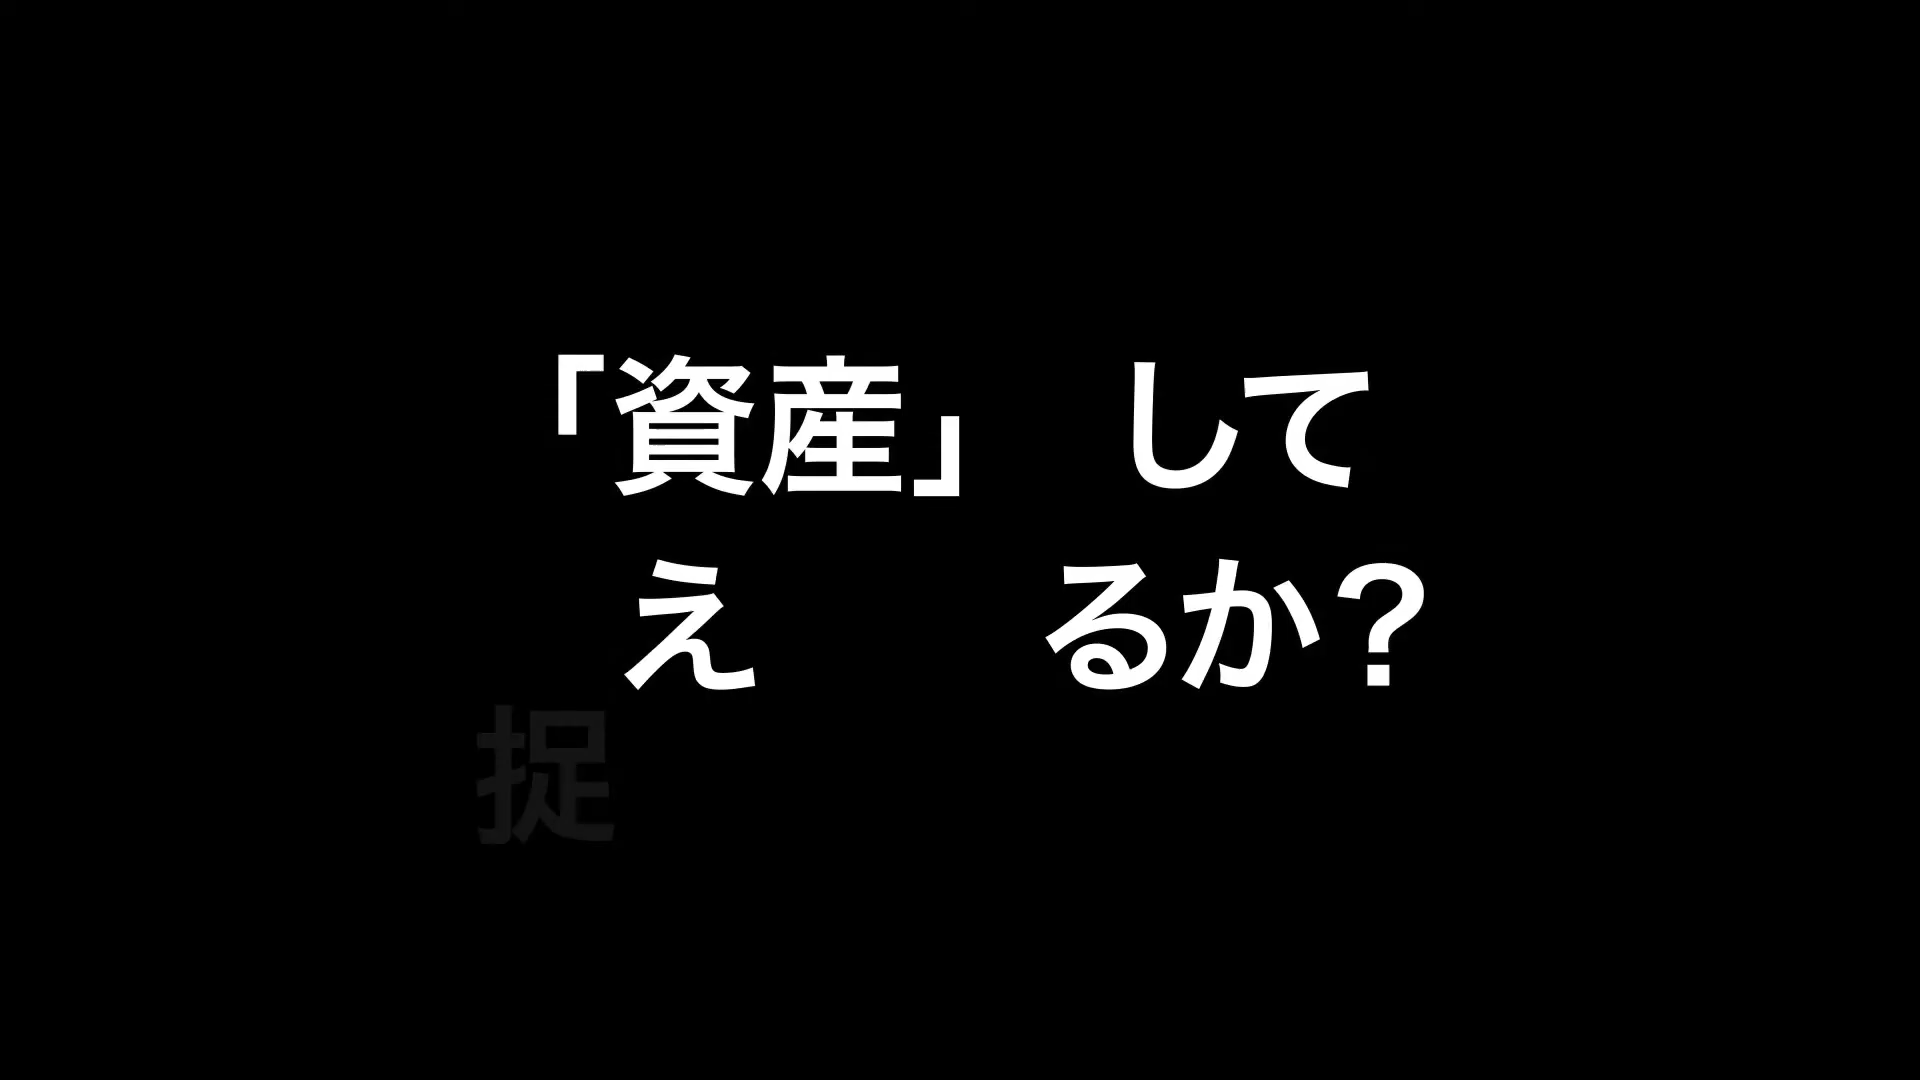 「資産」 して
え るか？
捉